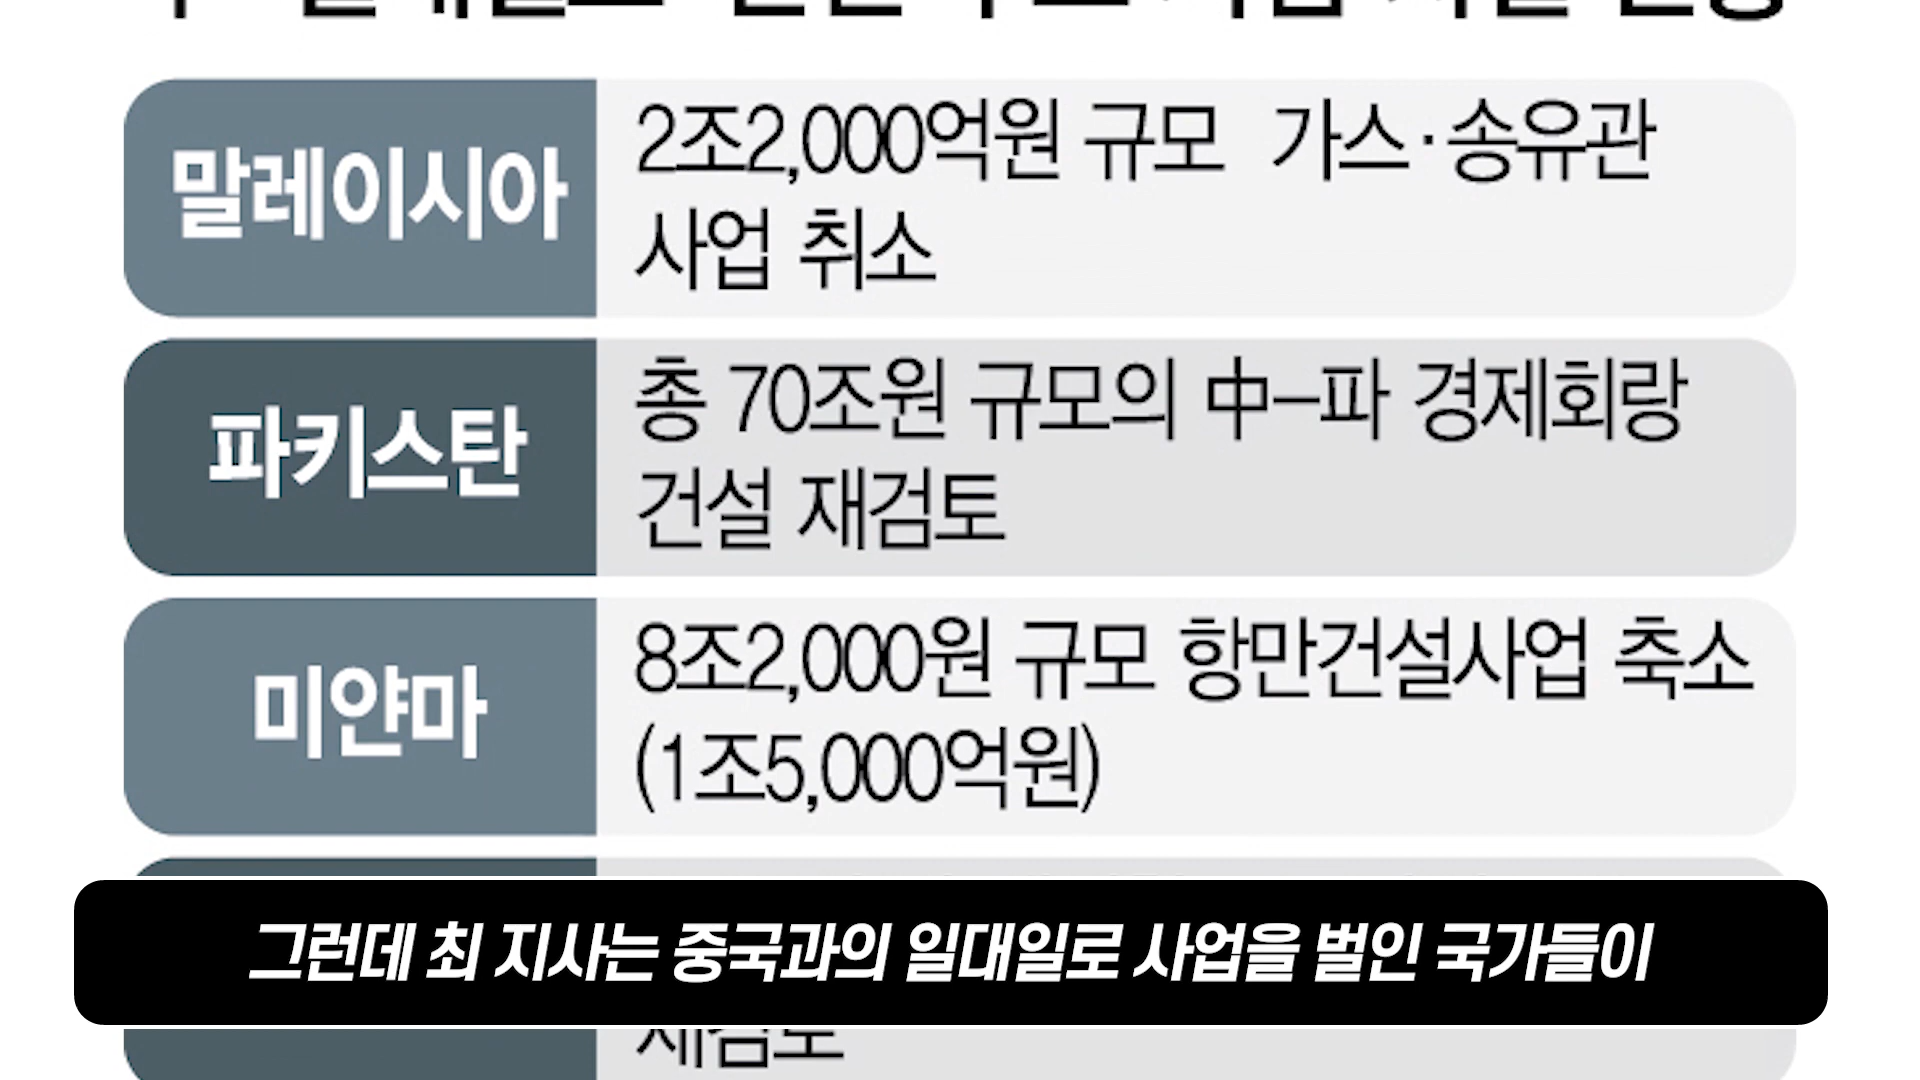 말레이시아
2조2,000억원 규모 가스·송유관
사업 취소
파키스탄
총 70조원 규모의 中-파 경제회랑
건설 재검토
미얀마
8조2,000원 규모 항만건설사업 축소
(1조5,000억원)
그런데 최 지사는 중국과의 일대일로 사업을 벌인 국가들이
재검토